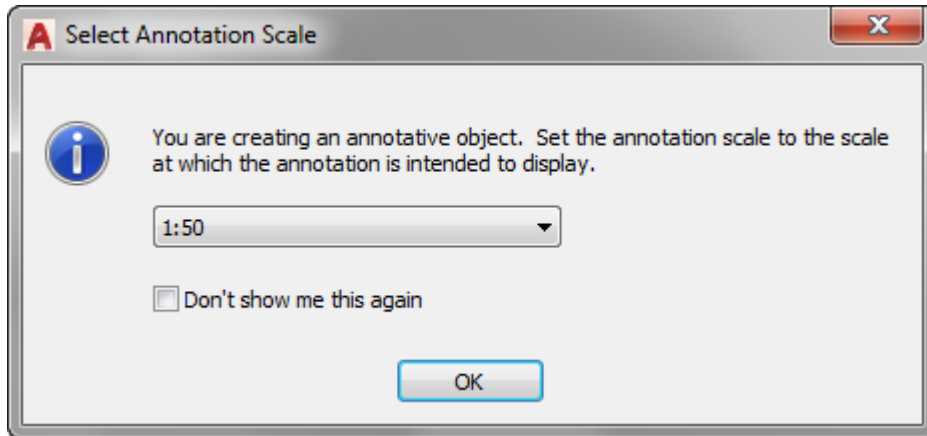 Select Annotation Scale
You are creating an annotative object.  Set the annotation scale to the scale
at which the annotation is intended to display.
1:50
Don't show me this again
OK